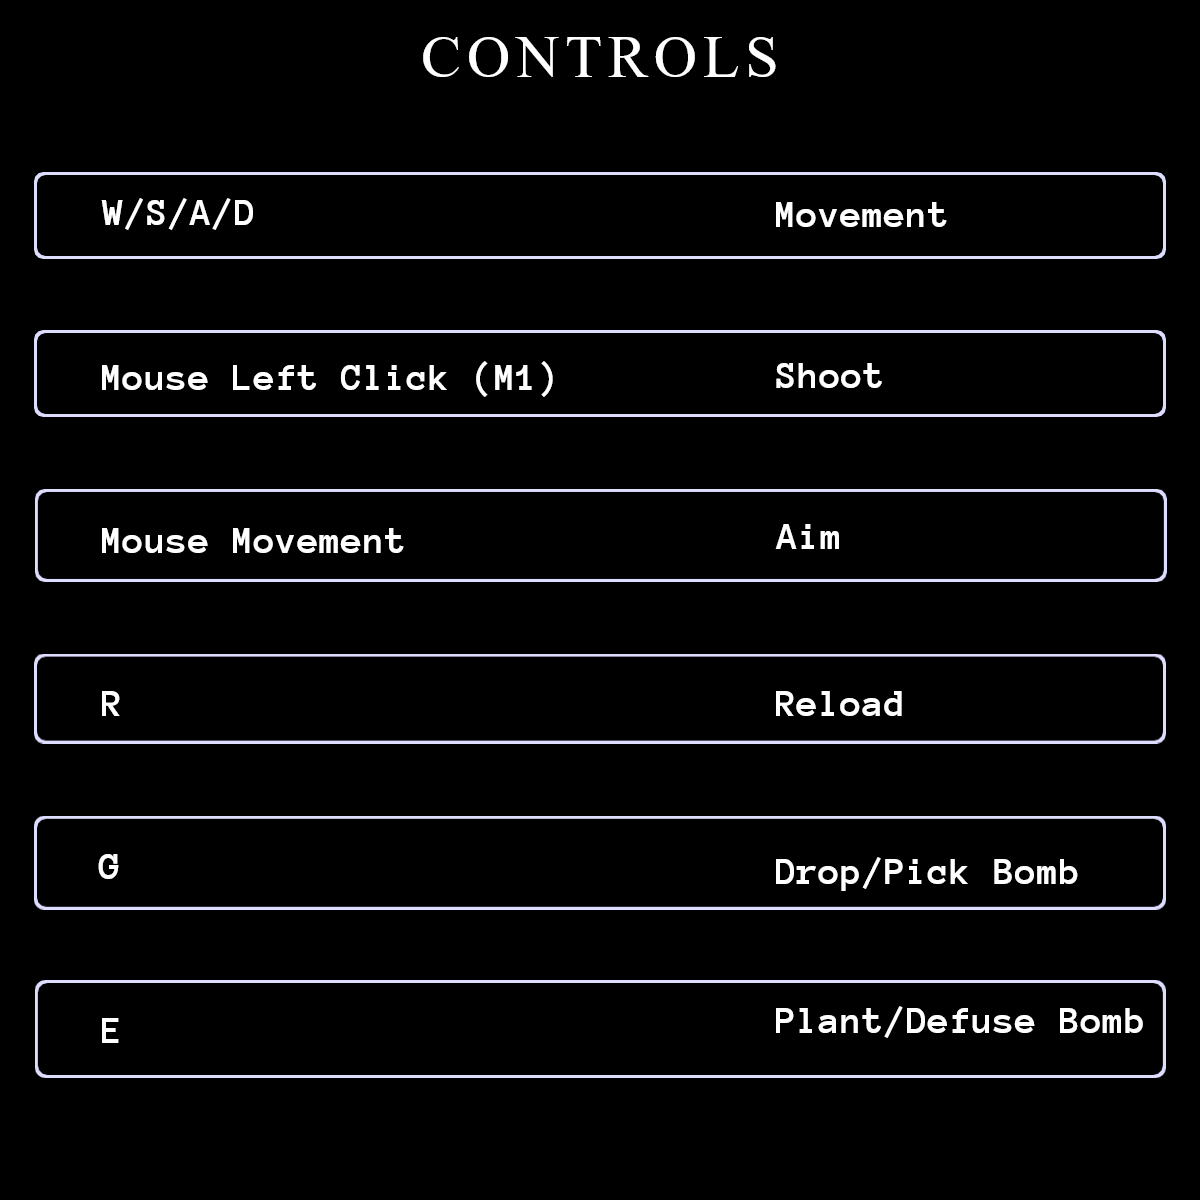 CONTROLS
W/S/A/D Movement
Mouse Left Click (M1) Shoot
Mouse Movement Aim
R Reload
G Drop/Pick Bomb
E Plant/Defuse Bomb